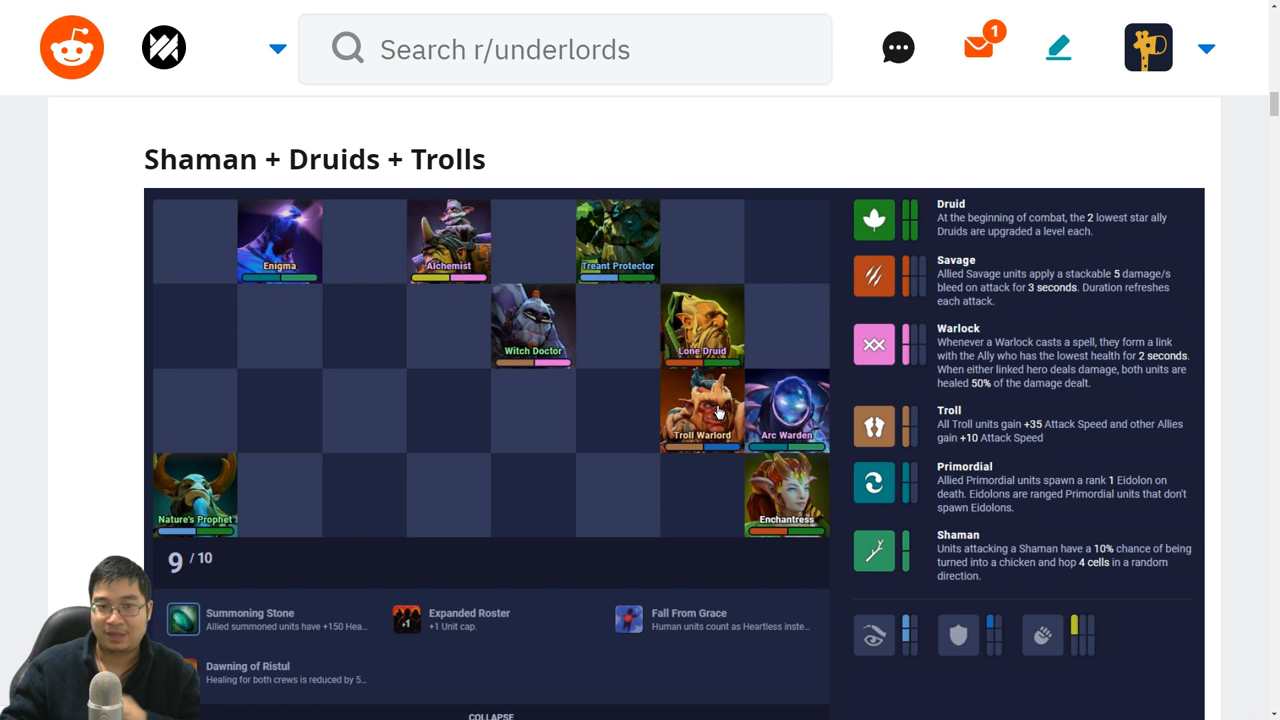 Search r/underlords
1
Shaman + Druids + Trolls
Enigma
Alchemist
Treant Protector
Witch Doctor
Lone Druid
Troll Warlord
Arc Warden
Nature's Prophet
Enchantress
9 / 10
Summoning Stone
Allied summoned units have +150 Hea...
+1
Expanded Roster
+1 Unit cap.
Fall From Grace
Human units count as Heartless inste...
Dawning of Ristul
Healing for both crews is reduced by 5...
COLLAPSE
Druid
At the beginning of combat, the 2 lowest star ally
Druids are upgraded a level each.
Savage
Allied Savage units apply a stackable 5 damage/s
bleed on attack for 3 seconds. Duration refreshes
each attack.
Warlock
Whenever a Warlock casts a spell, they form a link
with the Ally who has the lowest health for 2 seconds.
When either linked hero deals damage, both units are
healed 50% of the damage dealt.
Troll
All Troll units gain +35 Attack Speed and other Allies
gain +10 Attack Speed
Primordial
Allied Primordial units spawn a rank 1 Eidolon on
death. Eidolons are ranged Primordial units that don't
spawn Eidolons.
Shaman
Units attacking a Shaman have a 10% chance of being
turned into a chicken and hop 4 cells in a random
direction.